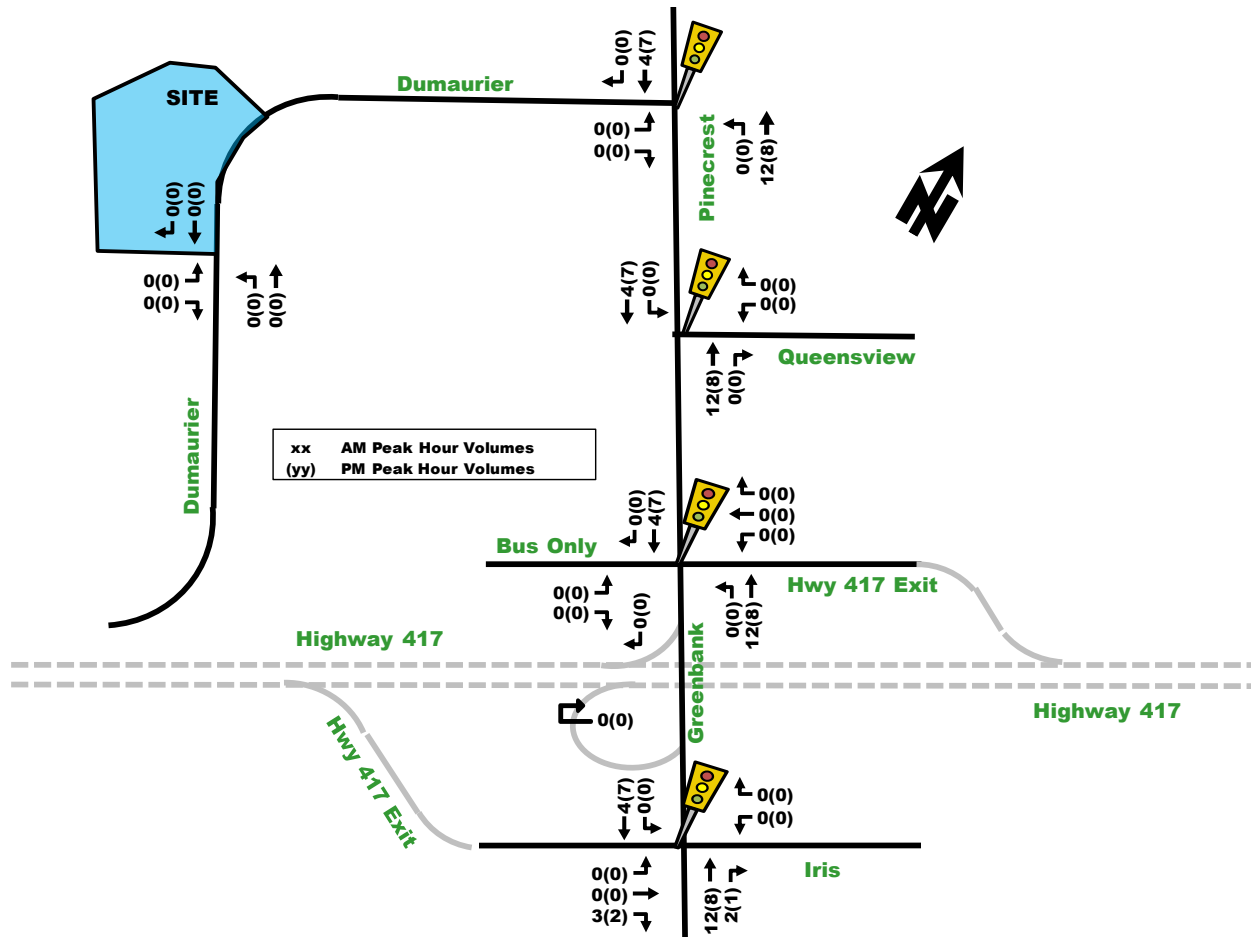 0(0)
4(7)
Dumaurier
SITE
0(0)
0(0)
Pinecrest
0(0)
12(8)
0(0)
0(0)
0(0)
0(0)
0(0)
0(0)
4(7)
0(0)
0(0)
0(0)
Queensview
12(8)
0(0)
Dumaurier
xx AM Peak Hour Volumes
(yy) PM Peak Hour Volumes
0(0)
4(7)
0(0)
0(0)
0(0)
Bus Only
Hwy 417 Exit
0(0)
0(0)
0(0)
0(0)
12(8)
Highway 417
Greenbank
Highway 417
0(0)
Hwy 417 Exit
4(7)
0(0)
0(0)
0(0)
Iris
0(0)
0(0)
3(2)
12(8)
2(1)